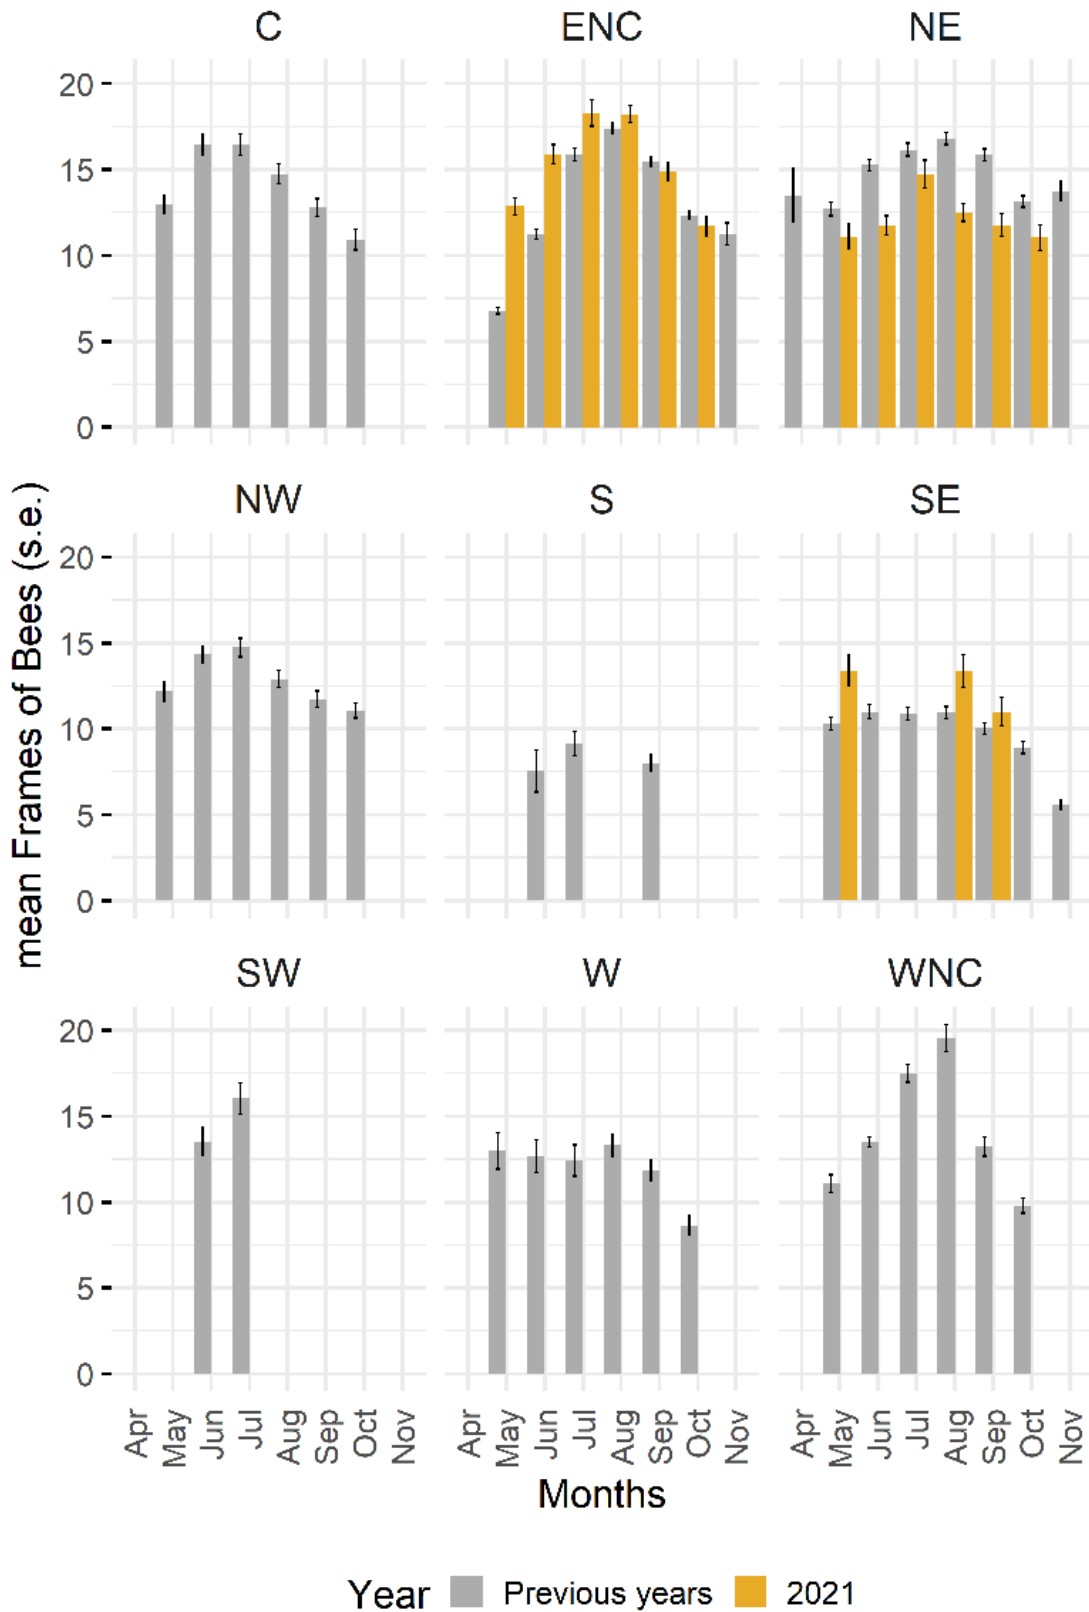 C ENC NE
20
15
10
5
0
mean Frames of Bees (s.e.)
NW S SE
20
15
10
5
0
SW W WNC
20
15
10
5
0
Apr May Jun Jul Aug Sep Oct Nov Apr May Jun Jul Aug Sep Oct Nov Apr May Jun Jul Aug Sep Oct Nov
Months
Year Previous years 2021